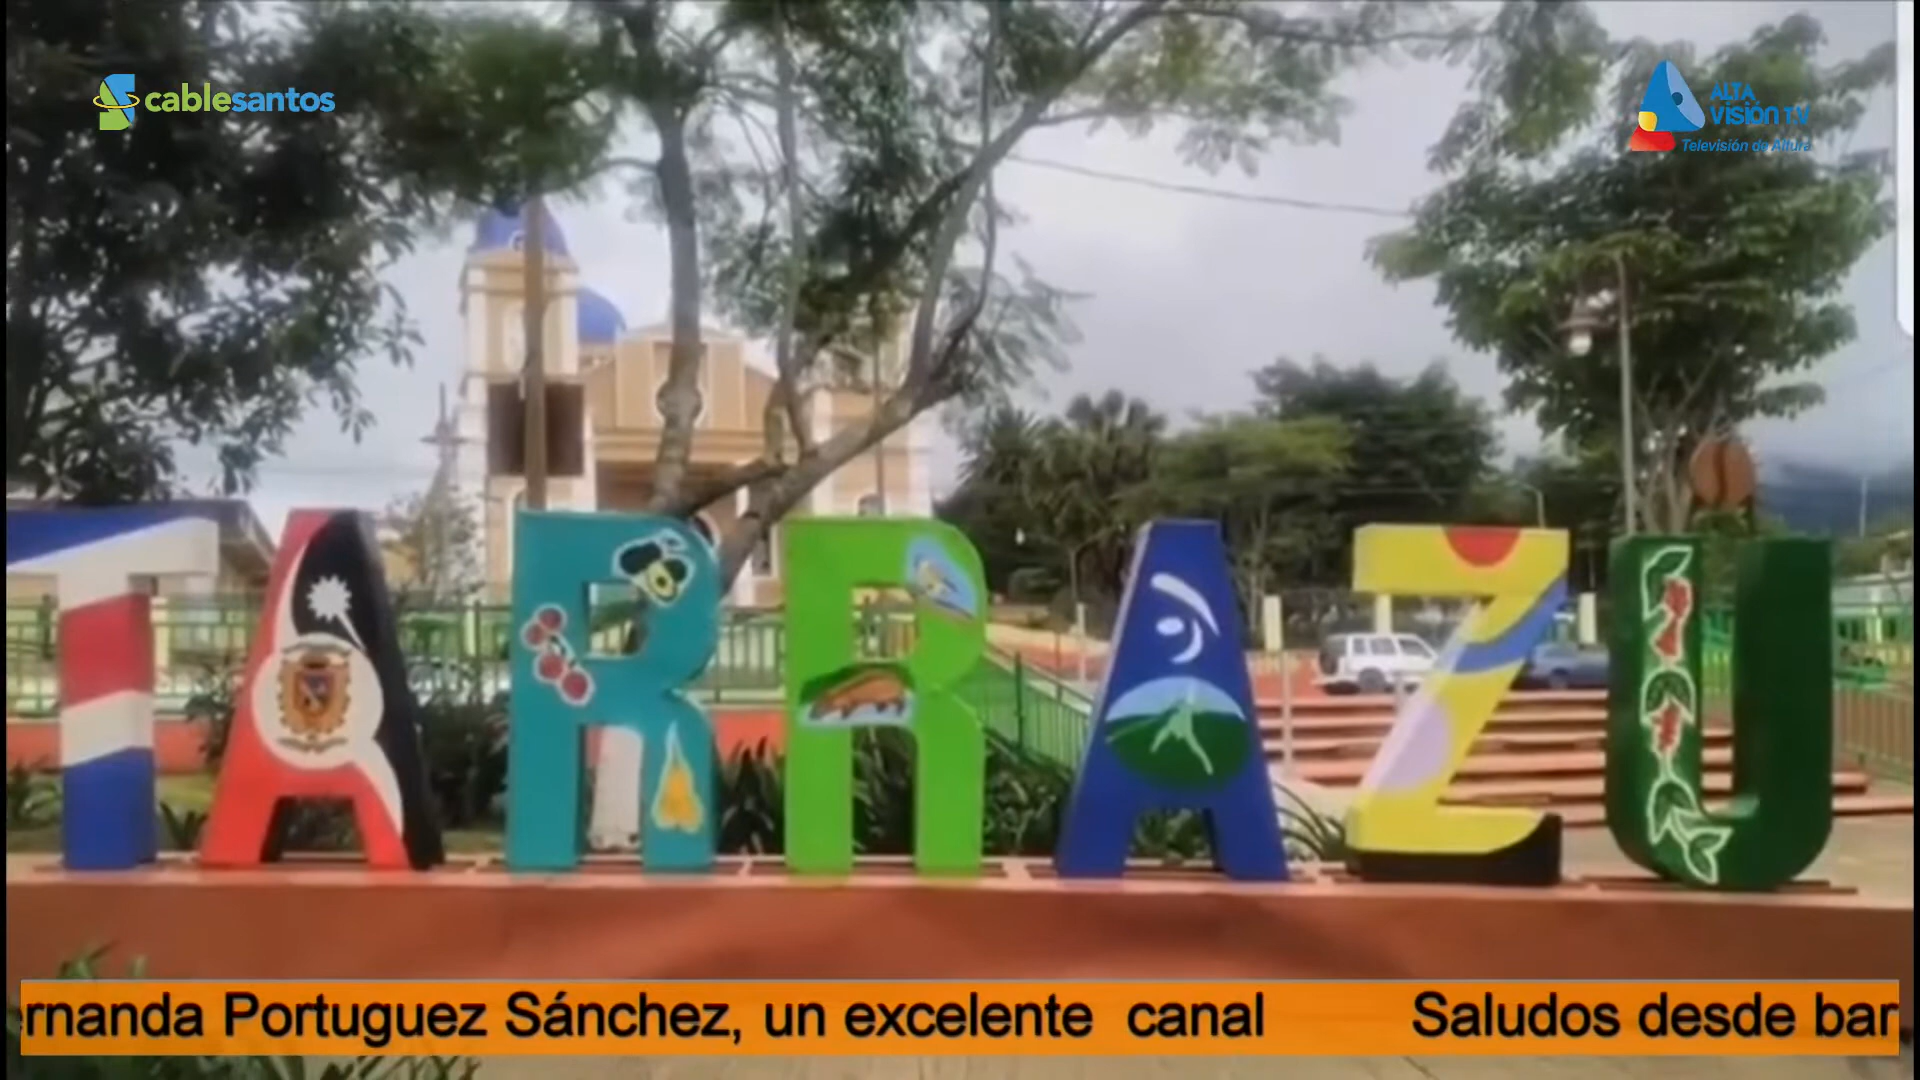 cablesantos
ALTA
VISIÓN TV
Televisión de Altura
TARRAZU
rnanda Portuguez Sánchez, un excelente canal Saludos desde bar